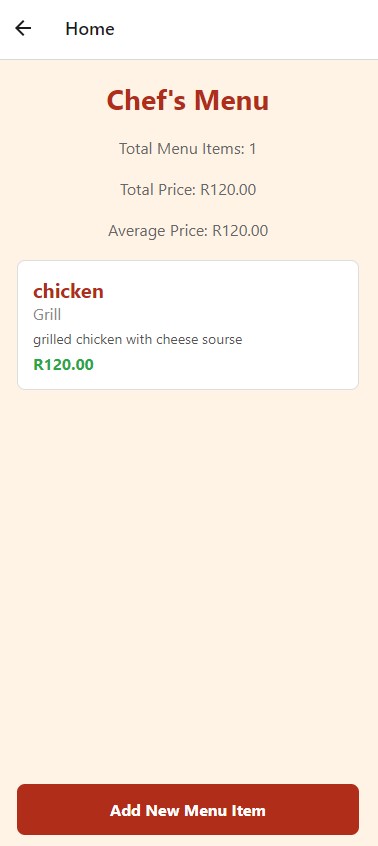 Home
Chef's Menu
Total Menu Items: 1
Total Price: R120.00
Average Price: R120.00
chicken
Grill
grilled chicken with cheese sourse
R120.00
Add New Menu Item